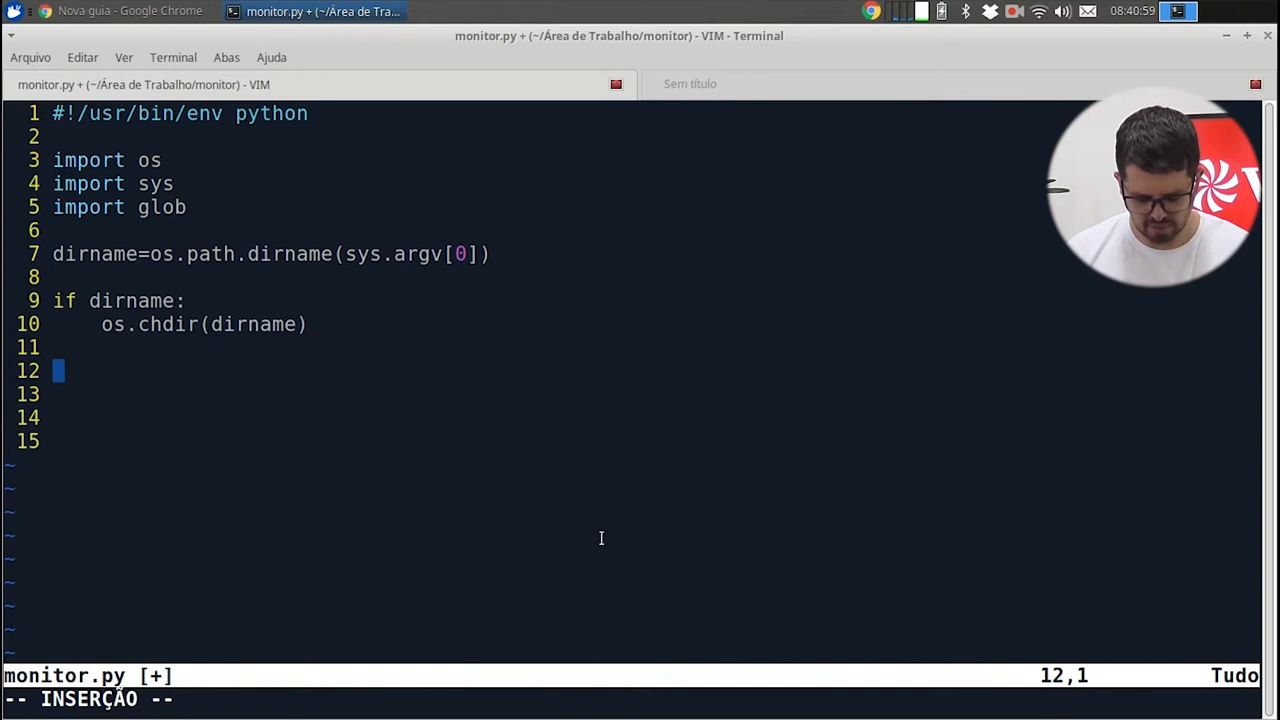 Nova guia - Google Chrome
monitor.py + (~/Área de Tra...
08:40:59
monitor.py + (~/Área de Trabalho/monitor) - VIM - Terminal
Arquivo Editar Ver Terminal Abas Ajuda
monitor.py + (~/Área de Trabalho/monitor) - VIM
Sem título
1 #!/usr/bin/env python
2
3 import os
4 import sys
5 import glob
6
7 dirname=os.path.dirname(sys.argv[0])
8
9 if dirname:
10 os.chdir(dirname)
11
12
13
14
15
~
~
~
~
~
~
~
~
~
monitor.py [+] 12,1 Tudo
-- INSERÇÃO --